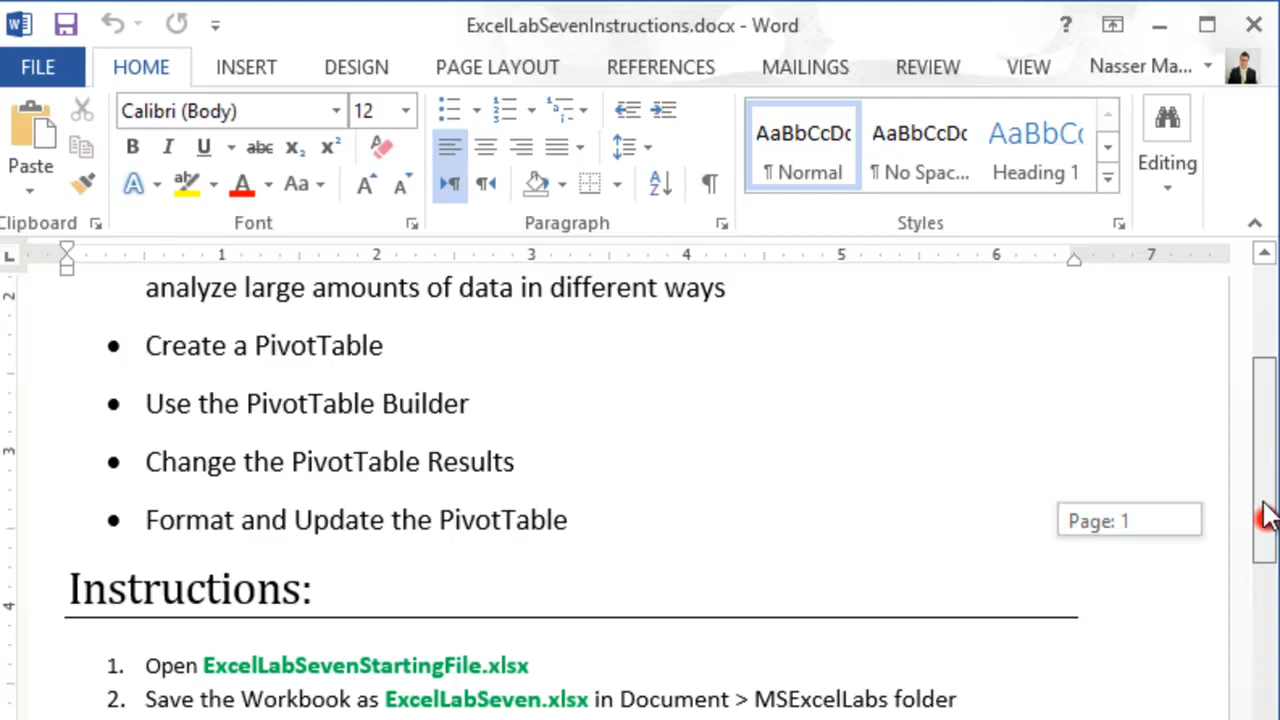 ExcelLabSevenInstructions.docx - Word
FILE HOME INSERT DESIGN PAGE LAYOUT REFERENCES MAILINGS REVIEW VIEW Nasser Ma...
Calibri (Body) 12
Paste
B I U abc X₂ X²
A A Aa A A
AaBbCcDc AaBbCcDc AaBbCc
¶ Normal ¶ No Spac... Heading 1
Editing
Clipboard Font Paragraph Styles
L 1 2 3 4 5 6 7
2
analyze large amounts of data in different ways
• Create a PivotTable
• Use the PivotTable Builder
3
• Change the PivotTable Results
• Format and Update the PivotTable
Page: 1
Instructions:
4
1. Open ExcelLabSevenStartingFile.xlsx
2. Save the Workbook as ExcelLabSeven.xlsx in Document > MSExcelLabs folder